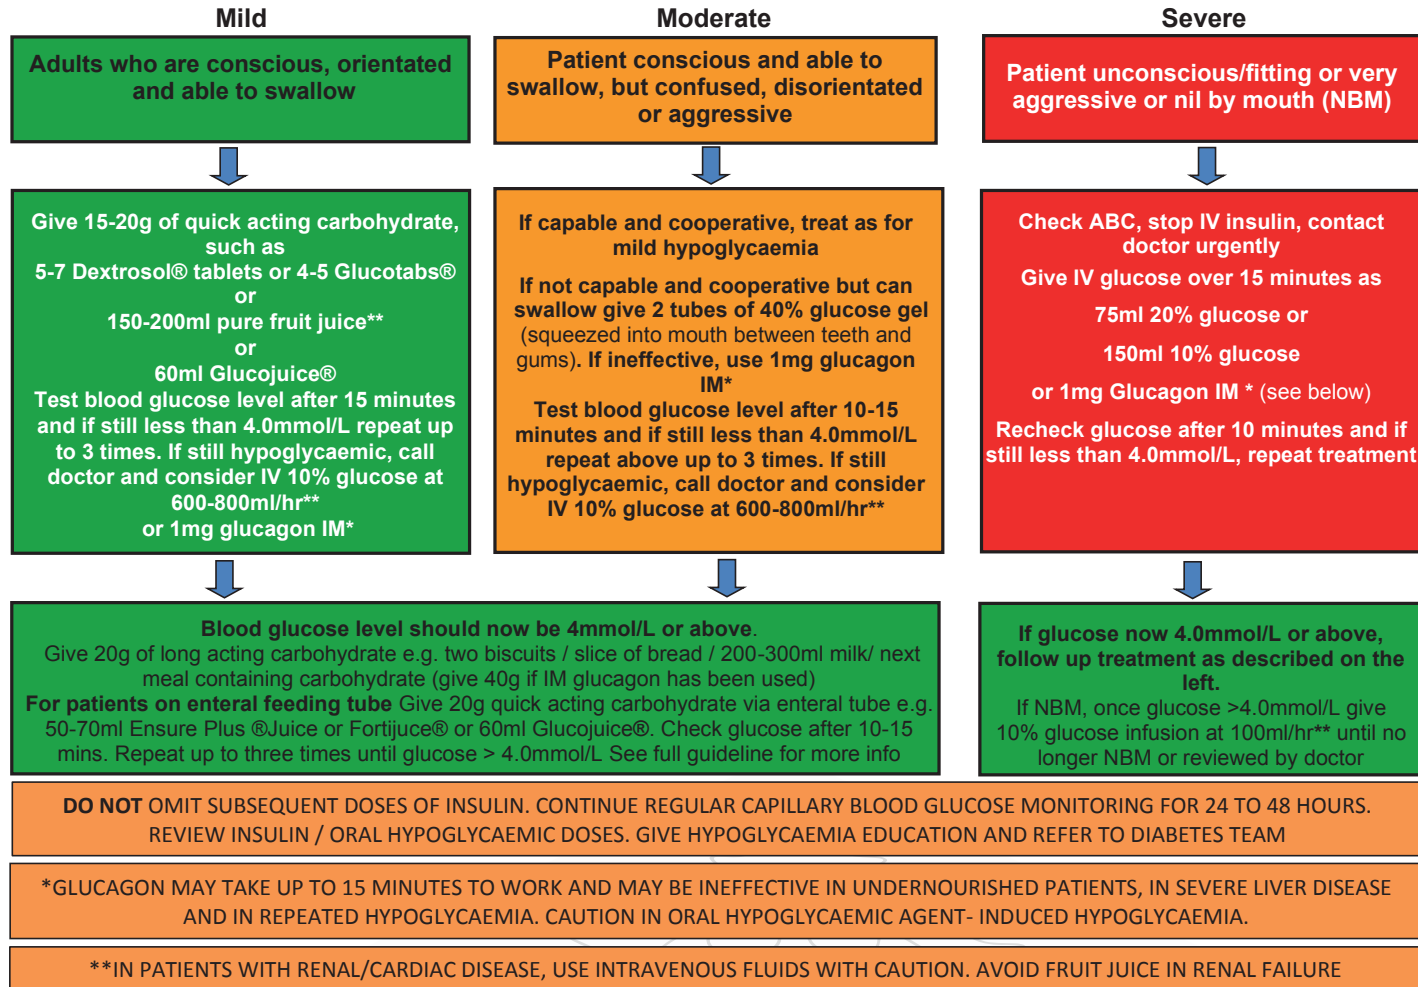 Mild
Adults who are conscious, orientated
and able to swallow
Give 15-20g of quick acting carbohydrate,
such as
5-7 Dextrosol® tablets or 4-5 Glucotabs®
or
150-200ml pure fruit juice**
or
60ml Glucojuice®
Test blood glucose level after 15 minutes
and if still less than 4.0mmol/L repeat up
to 3 times. If still hypoglycaemic, call
doctor and consider IV 10% glucose at
600-800ml/hr**
or 1mg glucagon IM*
Moderate
Patient conscious and able to
swallow, but confused, disorientated
or aggressive
If capable and cooperative, treat as for
mild hypoglycaemia
If not capable and cooperative but can
swallow give 2 tubes of 40% glucose gel
(squeezed into mouth between teeth and
gums). If ineffective, use 1mg glucagon
IM*
Test blood glucose level after 10-15
minutes and if still less than 4.0mmol/L
repeat above up to 3 times. If still
hypoglycaemic, call doctor and consider
IV 10% glucose at 600-800ml/hr**
Severe
Patient unconscious/fitting or very
aggressive or nil by mouth (NBM)
Check ABC, stop IV insulin, contact
doctor urgently
Give IV glucose over 15 minutes as
75ml 20% glucose or
150ml 10% glucose
or 1mg Glucagon IM * (see below)
Recheck glucose after 10 minutes and if
still less than 4.0mmol/L, repeat treatment
Blood glucose level should now be 4mmol/L or above.
Give 20g of long acting carbohydrate e.g. two biscuits / slice of bread / 200-300ml milk/ next
meal containing carbohydrate (give 40g if IM glucagon has been used)
For patients on enteral feeding tube Give 20g quick acting carbohydrate via enteral tube e.g.
50-70ml Ensure Plus ®Juice or Fortijuce® or 60ml Glucojuice®. Check glucose after 10-15
mins. Repeat up to three times until glucose > 4.0mmol/L See full guideline for more info
If glucose now 4.0mmol/L or above,
follow up treatment as described on the
left.
If NBM, once glucose >4.0mmol/L give
10% glucose infusion at 100ml/hr** until no
longer NBM or reviewed by doctor
DO NOT OMIT SUBSEQUENT DOSES OF INSULIN. CONTINUE REGULAR CAPILLARY BLOOD GLUCOSE MONITORING FOR 24 TO 48 HOURS.
REVIEW INSULIN / ORAL HYPOGLYCAEMIC DOSES. GIVE HYPOGLYCAEMIA EDUCATION AND REFER TO DIABETES TEAM
*GLUCAGON MAY TAKE UP TO 15 MINUTES TO WORK AND MAY BE INEFFECTIVE IN UNDERNOURISHED PATIENTS, IN SEVERE LIVER DISEASE
AND IN REPEATED HYPOGLYCAEMIA. CAUTION IN ORAL HYPOGLYCAEMIC AGENT- INDUCED HYPOGLYCAEMIA.
**IN PATIENTS WITH RENAL/CARDIAC DISEASE, USE INTRAVENOUS FLUIDS WITH CAUTION. AVOID FRUIT JUICE IN RENAL FAILURE